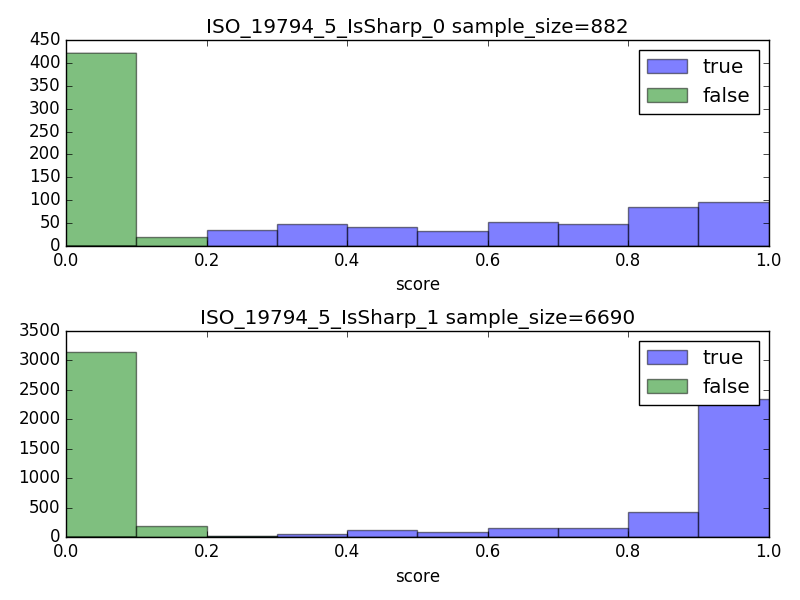 ISO_19794_5_IsSharp_0 sample_size=882
450
400
350
300
250
200
150
100
50
0
true
false
0.0 0.2 0.4 0.6 0.8 1.0
score
ISO_19794_5_IsSharp_1 sample_size=6690
3500
3000
2500
2000
1500
1000
500
0
true
false
0.0 0.2 0.4 0.6 0.8 1.0
score